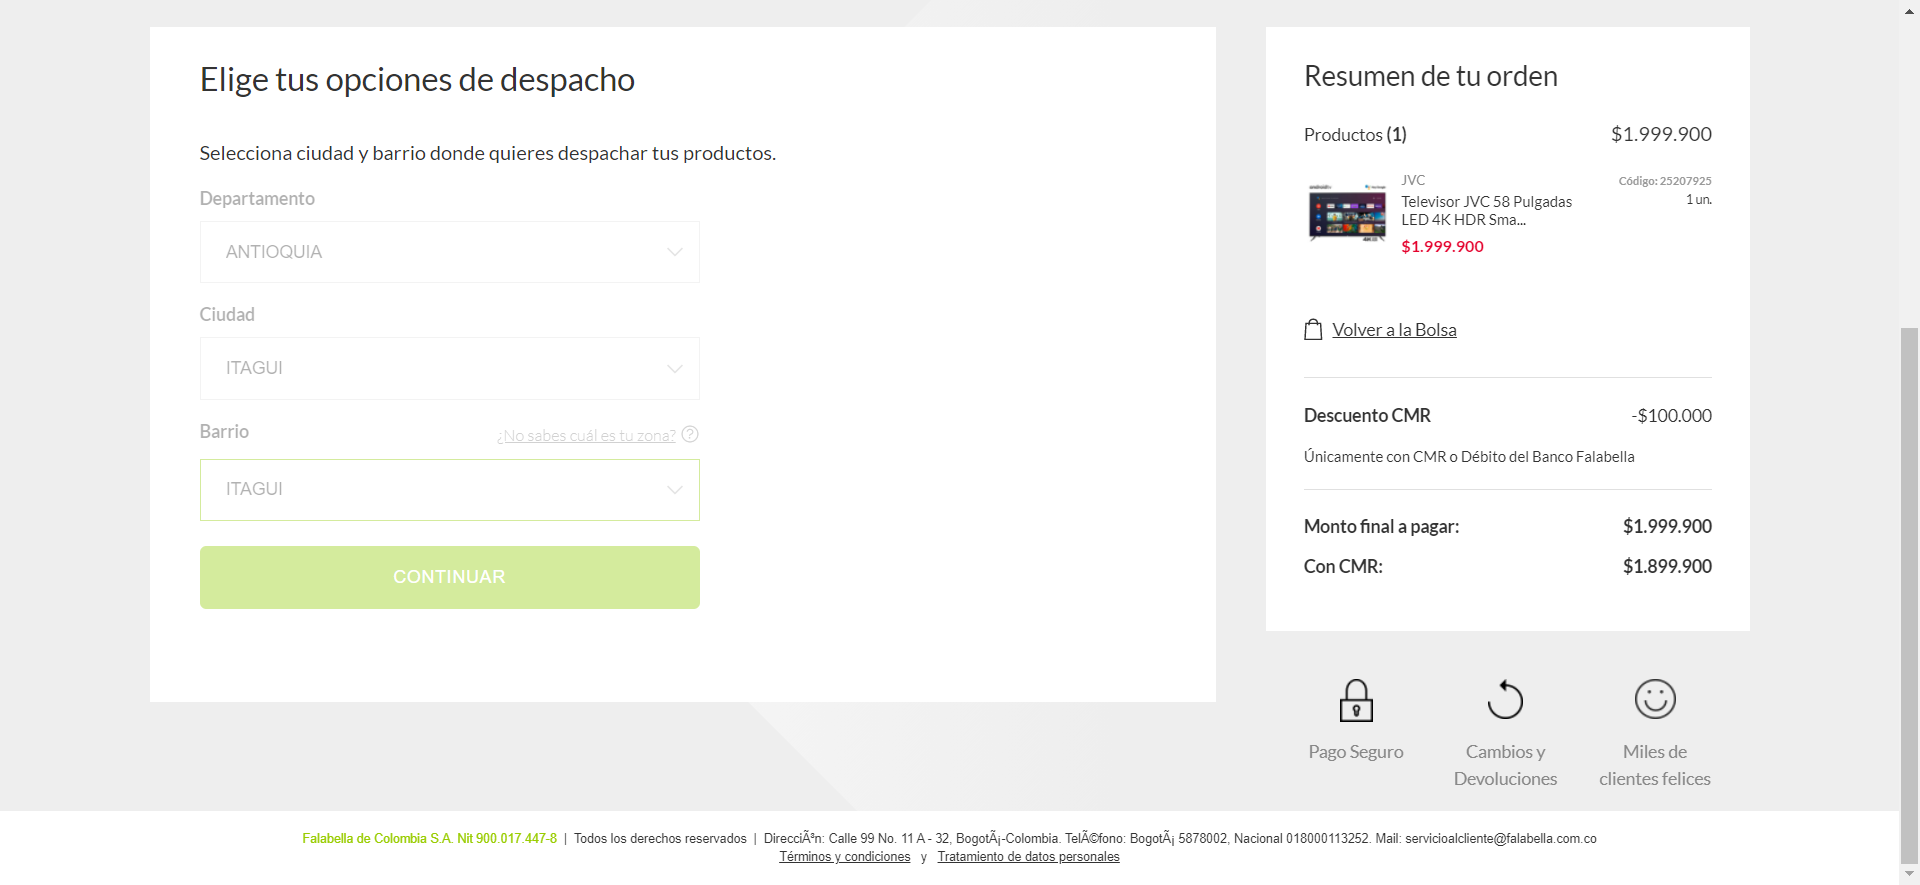 Elige tus opciones de despacho
Selecciona ciudad y barrio donde quieres despachar tus productos.
Departamento
ANTIOQUIA
Ciudad
ITAGUI
Barrio
¿No sabes cuál es tu zona? ?
ITAGUI
CONTINUAR
Resumen de tu orden
Productos (1) $1.999.900
JVC
Código: 25207925
Televisor JVC 58 Pulgadas
1 un.
LED 4K HDR Sma...
$1.999.900
Volver a la Bolsa
Descuento CMR -$100.000
Únicamente con CMR o Débito del Banco Falabella
Monto final a pagar: $1.999.900
Con CMR: $1.899.900
Pago Seguro
Cambios y
Devoluciones
Miles de
clientes felices
Falabella de Colombia S.A. Nit 900.017.447-8 | Todos los derechos reservados | DirecciÃ³n: Calle 99 No. 11 A - 32, BogotÃ¡-Colombia. TelÃ©fono: BogotÃ¡ 5878002, Nacional 018000113252. Mail: servicioalcliente@falabella.com.co
Términos y condiciones y Tratamiento de datos personales